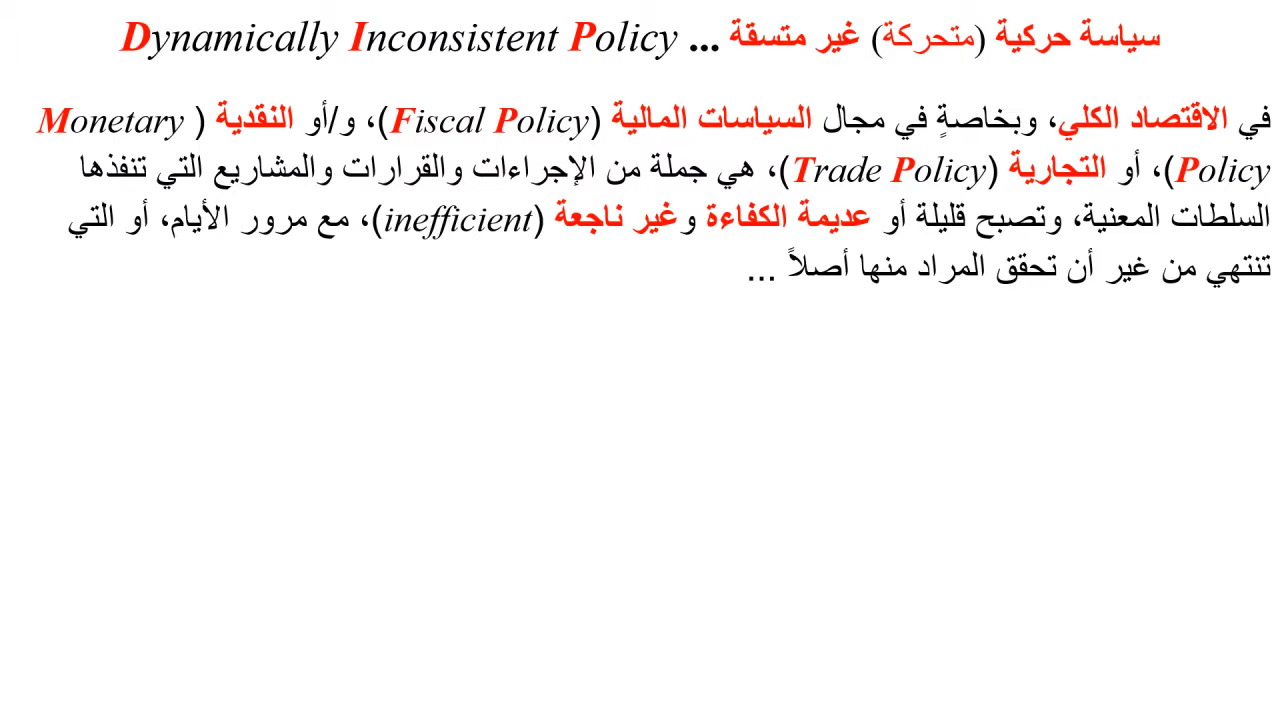 سياسة حركية (متحركة) غير متسقة ... Dynamically Inconsistent Policy
في الاقتصاد الكلي، وبخاصةٍ في مجال السياسات المالية (Fiscal Policy)، و/أو النقدية (Monetary
Policy)، أو التجارية (Trade Policy)، هي جملة من الإجراءات والقرارات والمشاريع التي تنفذها
السلطات المعنية، وتصبح قليلة أو عديمة الكفاءة وغير ناجعة (inefficient)، مع مرور الأيام، أو التي
تنتهي من غير أن تحقق المراد منها أصلاً ...